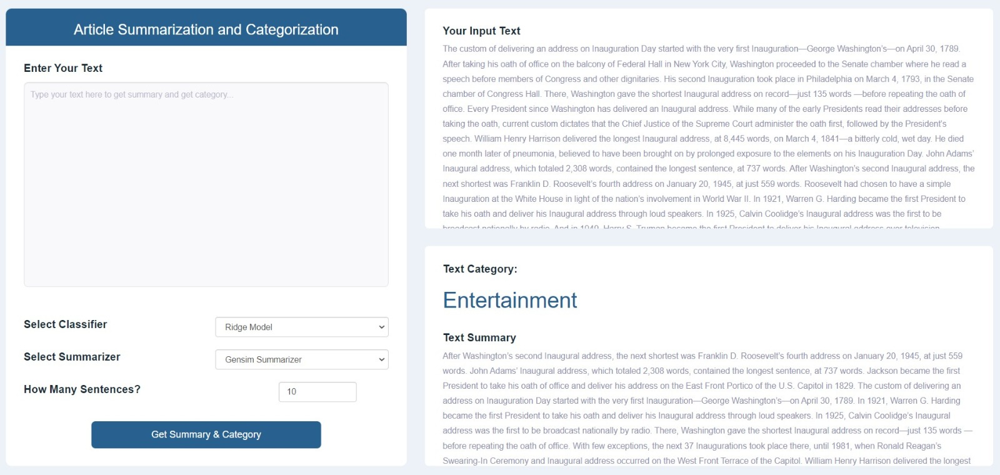 Article Summarization and Categorization
Enter Your Text
Type your text here to get summary and get category...
Select Classifier
Ridge Model
Select Summarizer
Gensim Summarizer
How Many Sentences?
10
Get Summary & Category
Your Input Text
The custom of delivering an address on Inauguration Day started with the very first Inauguration—George Washington’s—on April 30, 1789.
After taking his oath of office on the balcony of Federal Hall in New York City, Washington proceeded to the Senate chamber where he read a
speech before members of Congress and other dignitaries. His second Inauguration took place in Philadelphia on March 4, 1793, in the Senate
chamber of Congress Hall. There, Washington gave the shortest Inaugural address on record—just 135 words —before repeating the oath of
office. Every President since Washington has delivered an Inaugural address. While many of the early Presidents read their addresses before
taking the oath, current custom dictates that the Chief Justice of the Supreme Court administer the oath first, followed by the President’s
speech. William Henry Harrison delivered the longest Inaugural address, at 8,445 words, on March 4, 1841—a bitterly cold, wet day. He died
one month later of pneumonia, believed to have been brought on by prolonged exposure to the elements on his Inauguration Day. John Adams’
Inaugural address, which totaled 2,308 words, contained the longest sentence, at 737 words. After Washington’s second Inaugural address, the
next shortest was Franklin D. Roosevelt’s fourth address on January 20, 1945, at just 559 words. Roosevelt had chosen to have a simple
Inauguration at the White House in light of the nation’s involvement in World War II. In 1921, Warren G. Harding became the first President to
take his oath and deliver his Inaugural address through loud speakers. In 1925, Calvin Coolidge’s Inaugural address was the first to be
broadcast nationally by radio. And in 1949, Harry S. Truman became the first President to deliver his Inaugural address over television
Text Category:
Entertainment
Text Summary
After Washington’s second Inaugural address, the next shortest was Franklin D. Roosevelt’s fourth address on January 20, 1945, at just 559
words. John Adams’ Inaugural address, which totaled 2,308 words, contained the longest sentence, at 737 words. Jackson became the first
President to take his oath of office and deliver his address on the East Front Portico of the U.S. Capitol in 1829. The custom of delivering an
address on Inauguration Day started with the very first Inauguration—George Washington’s—on April 30, 1789. In 1921, Warren G. Harding
became the first President to take his oath and deliver his Inaugural address through loud speakers. In 1925, Calvin Coolidge’s Inaugural
address was the first to be broadcast nationally by radio. There, Washington gave the shortest Inaugural address on record—just 135 words —
before repeating the oath of office. With few exceptions, the next 37 Inaugurations took place there, until 1981, when Ronald Reagan’s
Swearing-In Ceremony and Inaugural address occurred on the West Front Terrace of the Capitol. William Henry Harrison delivered the longest